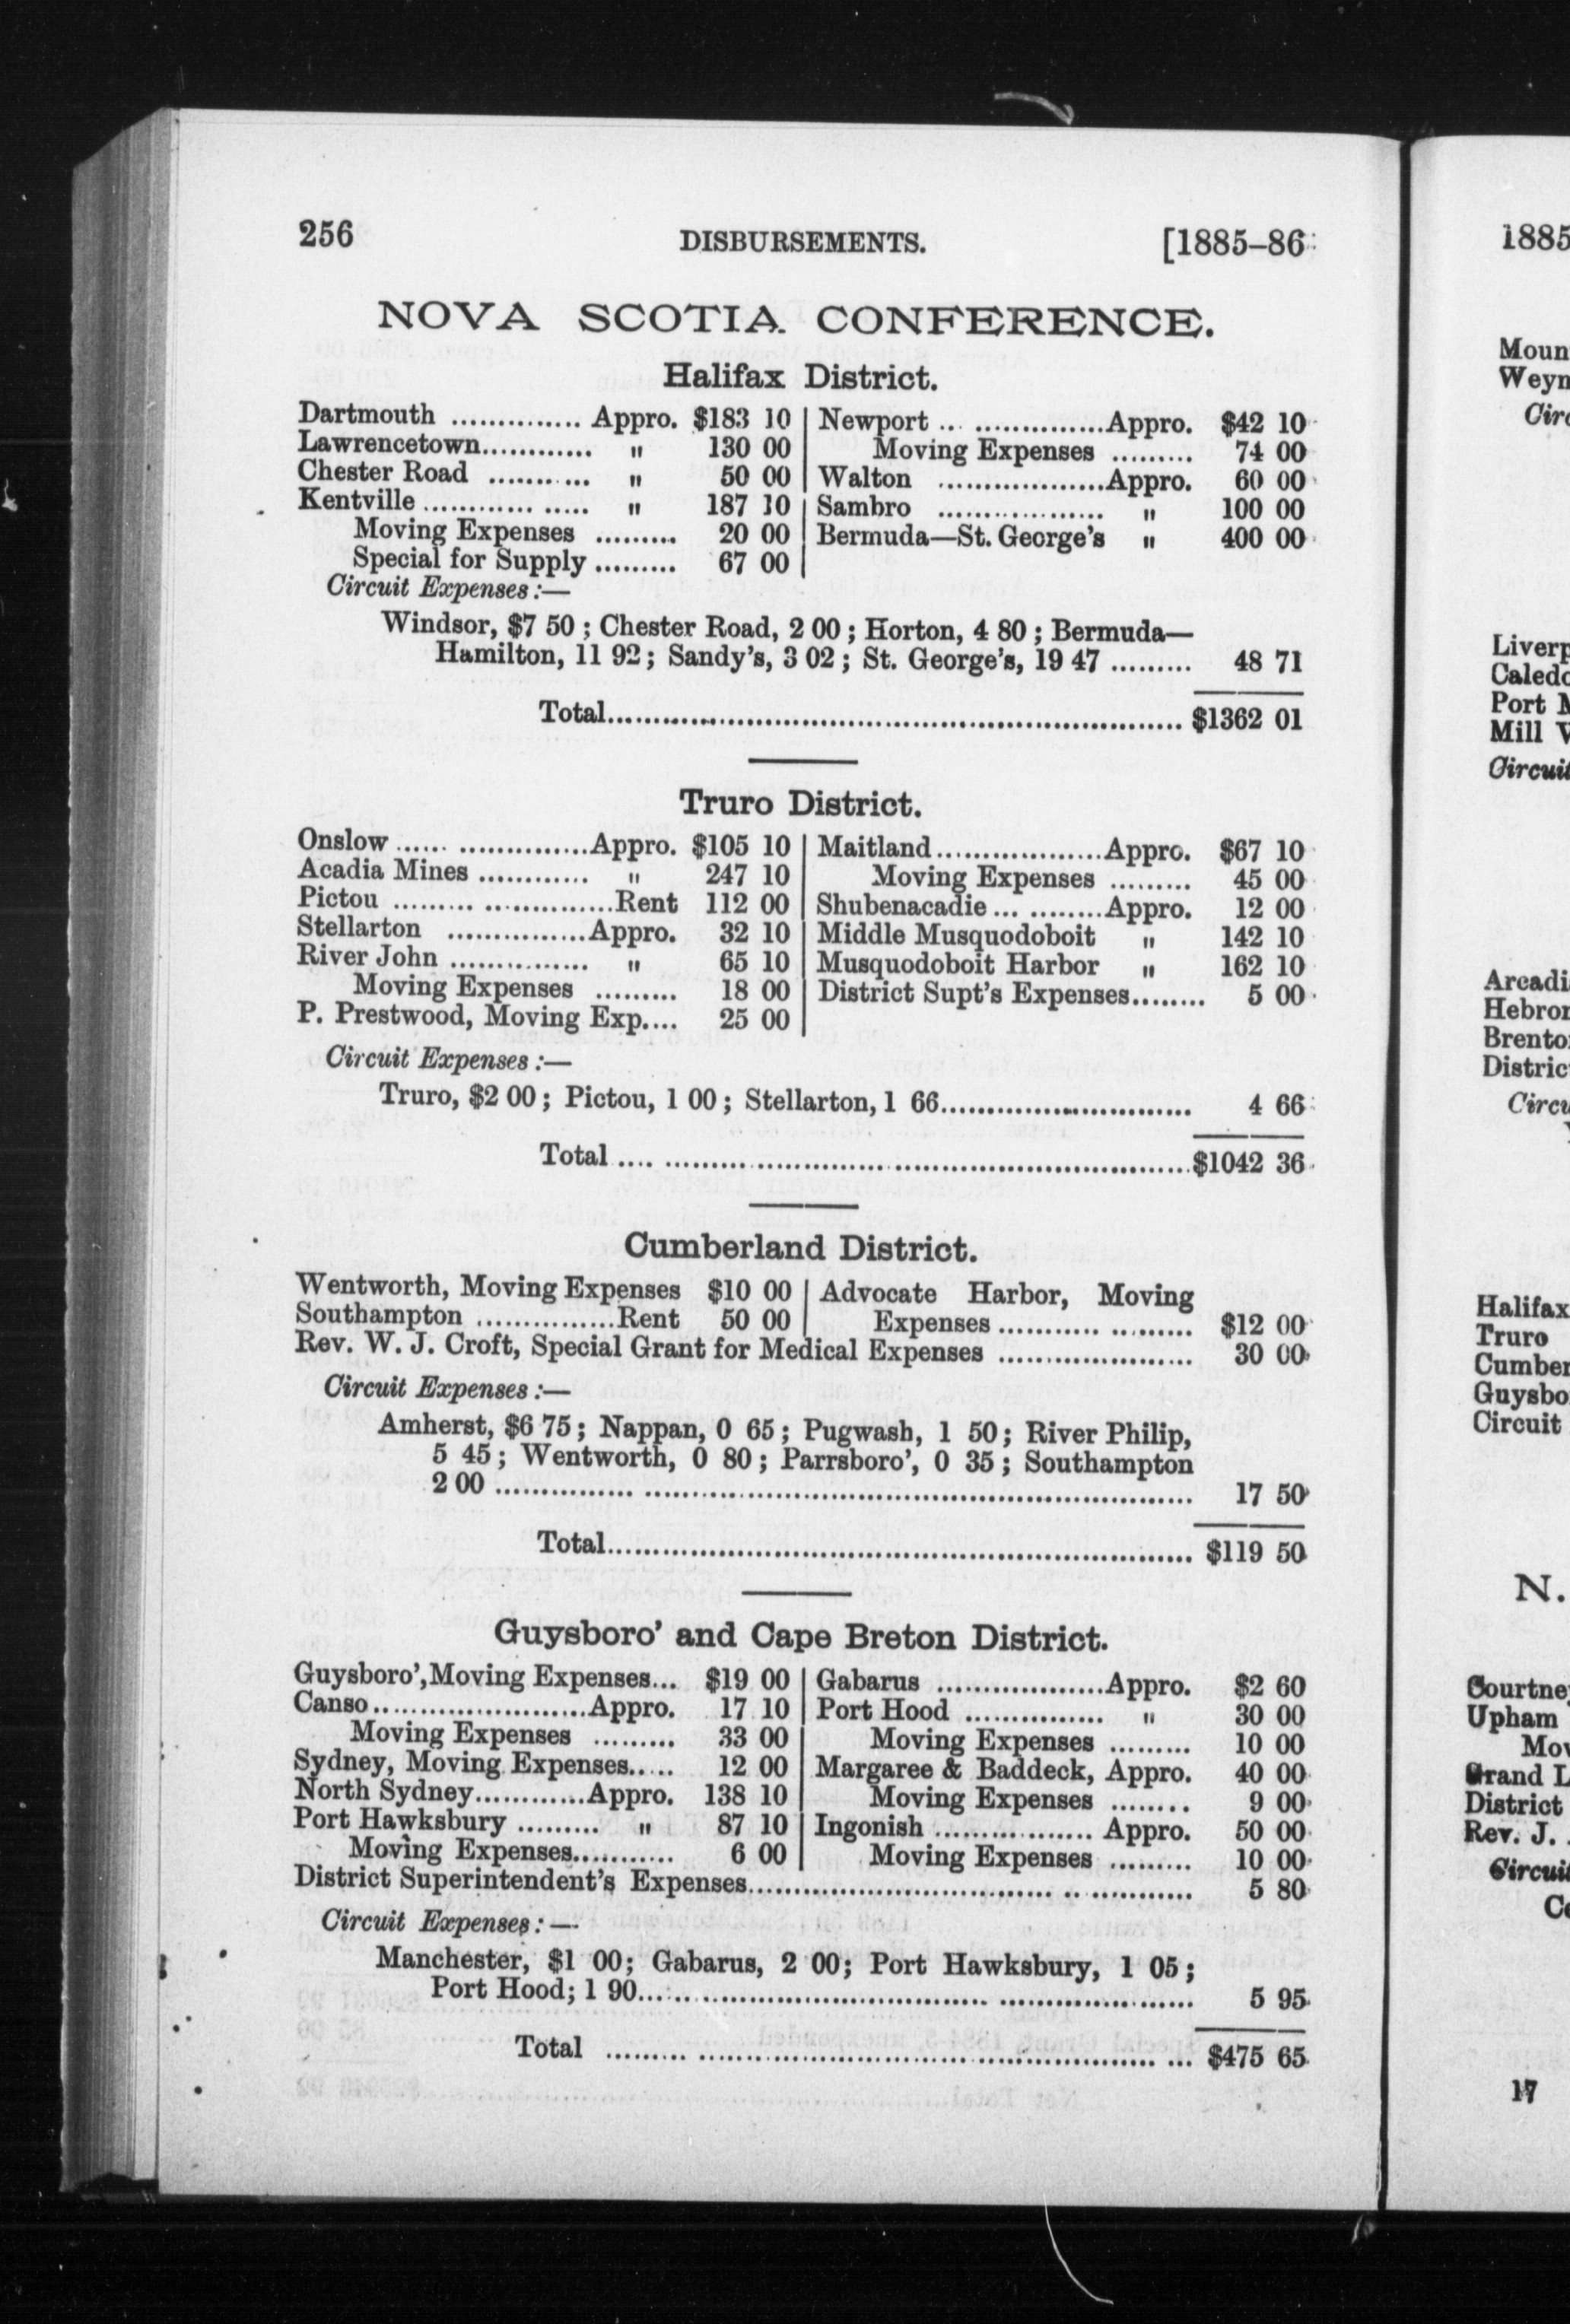 256 DISBURSEMENTS. [1885-86
NOVA SCOTIA CONFERENCE.
Halifax District.
Dartmouth .............. Appro. $183 10
Lawrencetown............ " 130 00
Chester Road ........... " 50 00
Kentville .................. " 187 10
Moving Expenses ......... 20 00
Special for Supply ......... 67 00
Newport .................Appro. $42 10
Moving Expenses ......... 74 00
Walton ..................Appro. 60 00
Sambro .................. " 100 00
Bermuda—St. George's " 400 00
Circuit Expenses:—
Windsor, $7 50; Chester Road, 2 00; Horton, 4 80; Bermuda—
Hamilton, 11 92; Sandy's, 3 02; St. George's, 19 47 ......... 48 71
Total.............................................................. $1362 01
Truro District.
Onslow ...... ..............Appro. $105 10
Acadia Mines ............ " 247 10
Pictou ......... ..............Rent 112 00
Stellarton ...............Appro. 32 10
River John ............... " 65 10
Moving Expenses ......... 18 00
P. Prestwood, Moving Exp.... 25 00
Maitland..................Appro. $67 10
Moving Expenses ......... 45 00
Shubenacadie ... .........Appro. 12 00
Middle Musquodoboit " 142 10
Musquodoboit Harbor " 162 10
District Supt's Expenses........ 5 00
Circuit Expenses:—
Truro, $2 00; Pictou, 1 00; Stellarton, 1 66........................... 4 66
Total .... .........................................................$1042 36
Cumberland District.
Wentworth, Moving Expenses $10 00
Southampton ...............Rent 50 00
Advocate Harbor, Moving
Expenses ........... ......... $12 00
Rev. W. J. Croft, Special Grant for Medical Expenses ..................... 30 00
Circuit Expenses:—
Amherst, $6 75; Nappan, 0 65; Pugwash, 1 50; River Philip,
5 45; Wentworth, 0 80; Parrsboro', 0 35; Southampton
2 00 ............... ............................................................ 17 50
Total................................................................ $119 50
Guysboro' and Cape Breton District.
Guysboro', Moving Expenses... $19 00
Canso.......................Appro. 17 10
Moving Expenses ......... 33 00
Sydney, Moving Expenses..... 12 00
North Sydney............Appro. 138 10
Port Hawksbury ......... " 87 10
Moving Expenses........... 6 00
Gabarus ..................Appro. $2 60
Port Hood ............... " 30 00
Moving Expenses ......... 10 00
Margaree & Baddeck, Appro. 40 00
Moving Expenses ........ 9 00
Ingonish ................. Appro. 50 00
Moving Expenses ......... 10 00
District Superintendent's Expenses................................. .. ........... 5 80
Circuit Expenses:—
Manchester, $1 00; Gabarus, 2 00; Port Hawksbury, 1 05;
Port Hood; 1 90...................................... ..................... 5 95
Total ......... .................................................. ... $475 65
1885
Liverp
Port M
Mill V
Circuit
Halifax
Truro
Circuit
N.
Upham
Grand L
District
Rev. J.
17